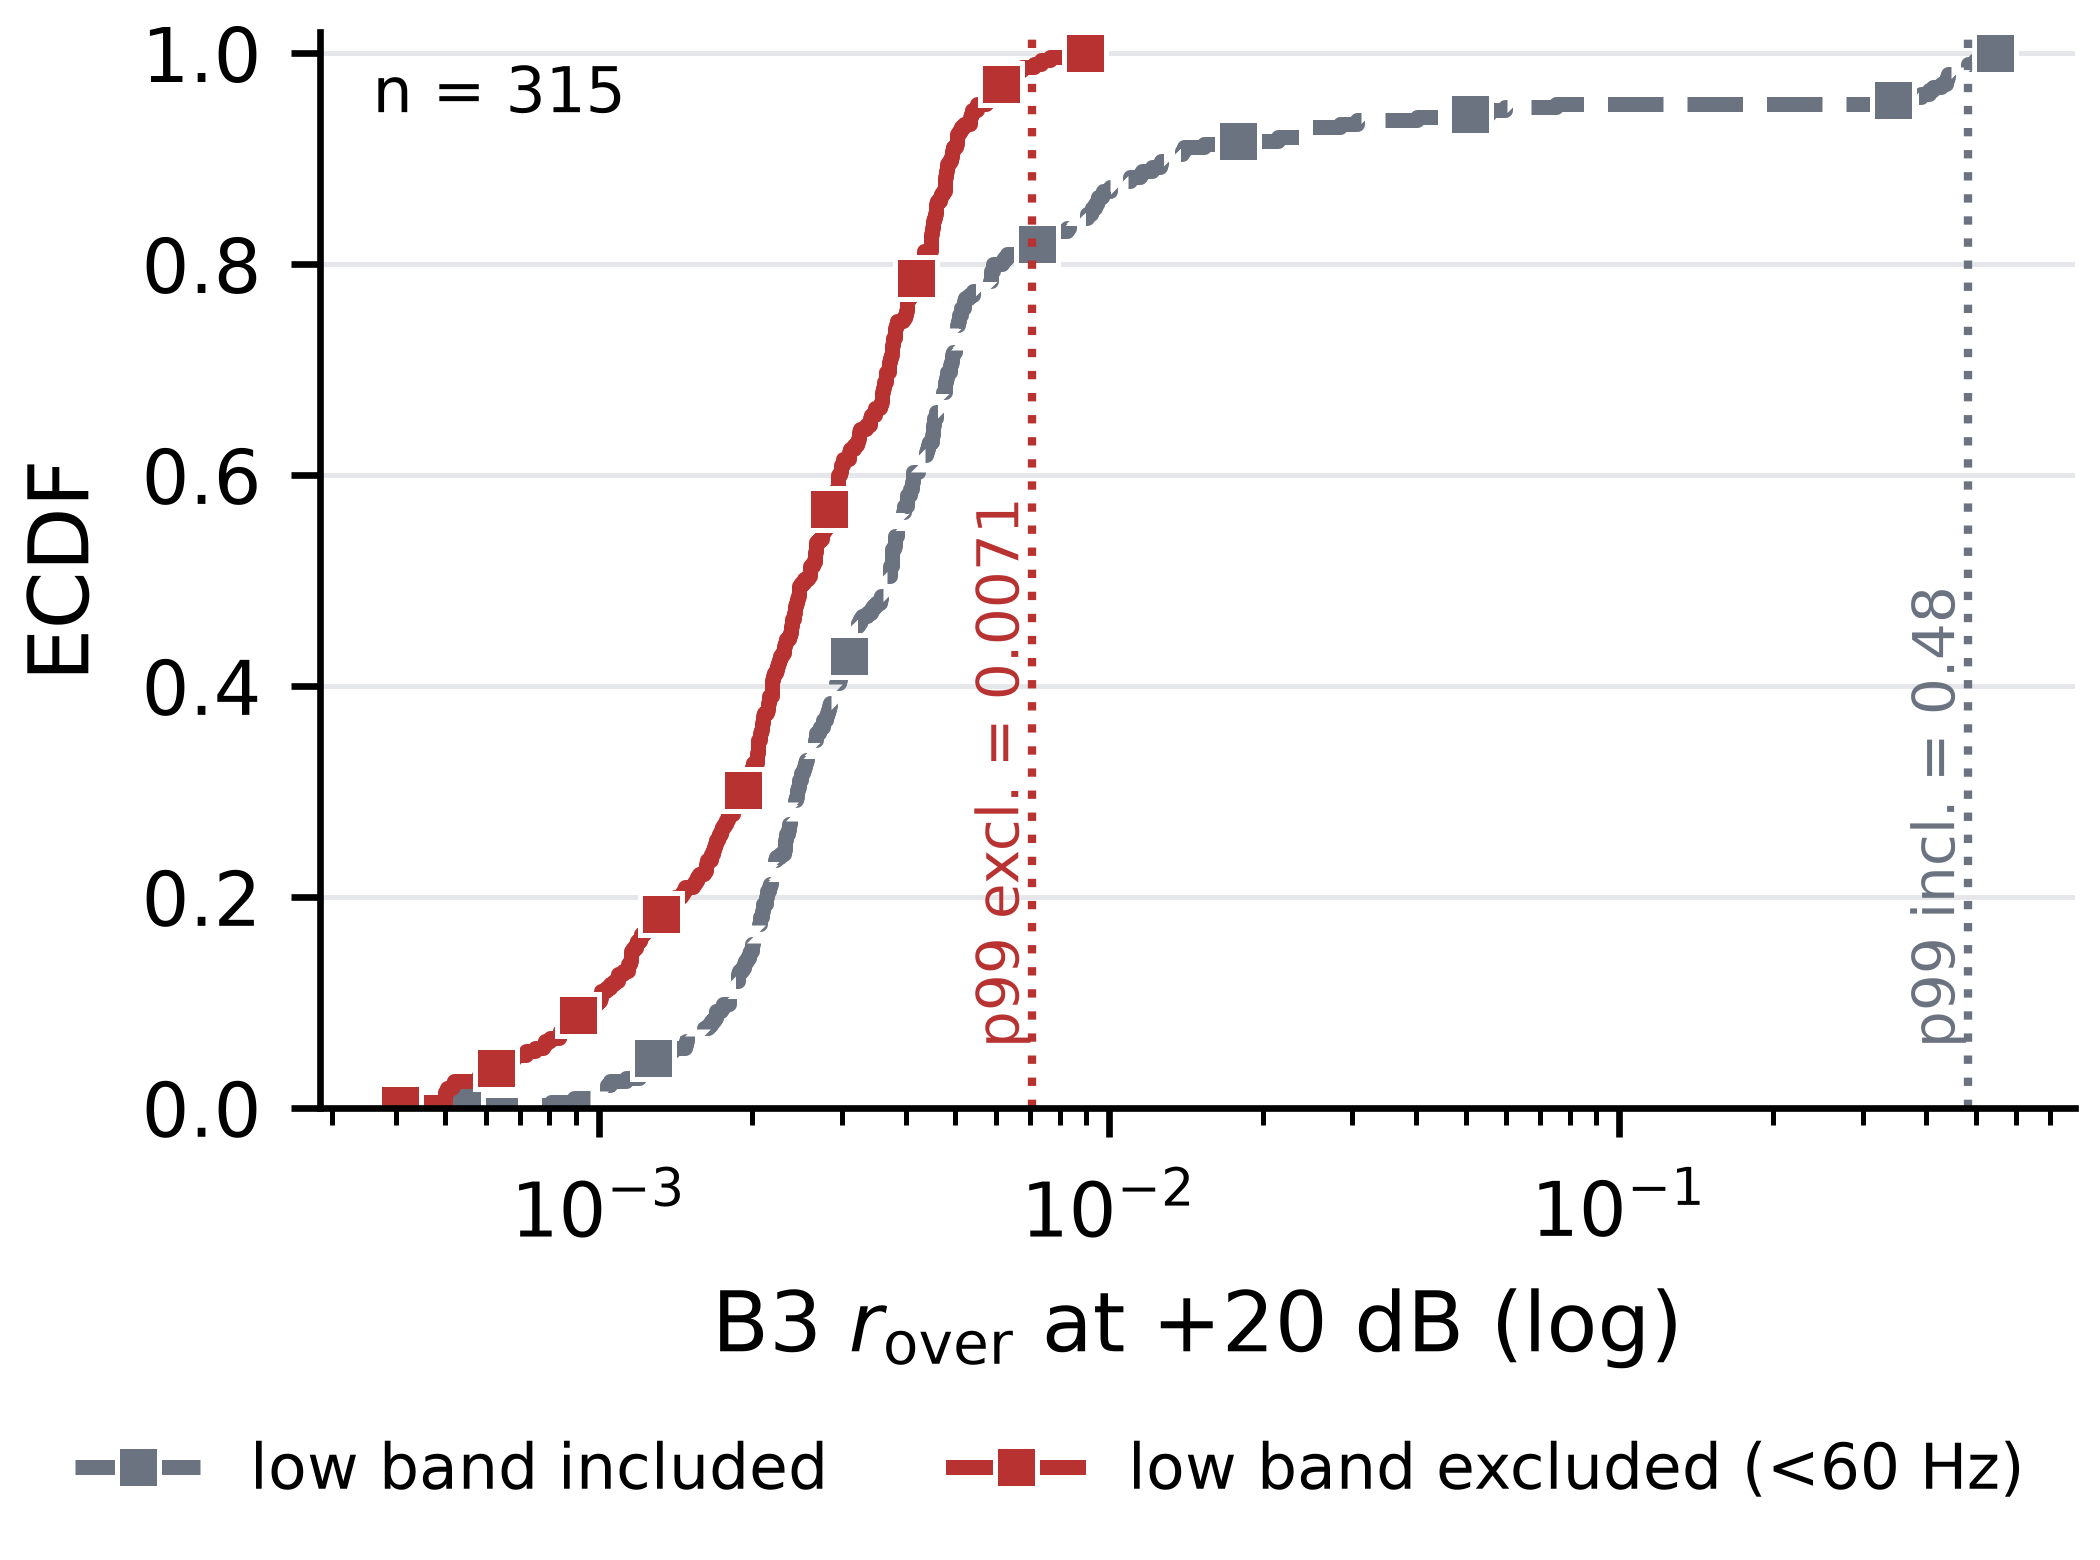 1.0
n = 315
0.8
0.6
0.4
0.2
0.0
ECDF
p99 excl. = 0.0071
p99 incl. = 0.48
10⁻³ 10⁻² 10⁻¹
B3 r_over at +20 dB (log)
low band included low band excluded (<60 Hz)